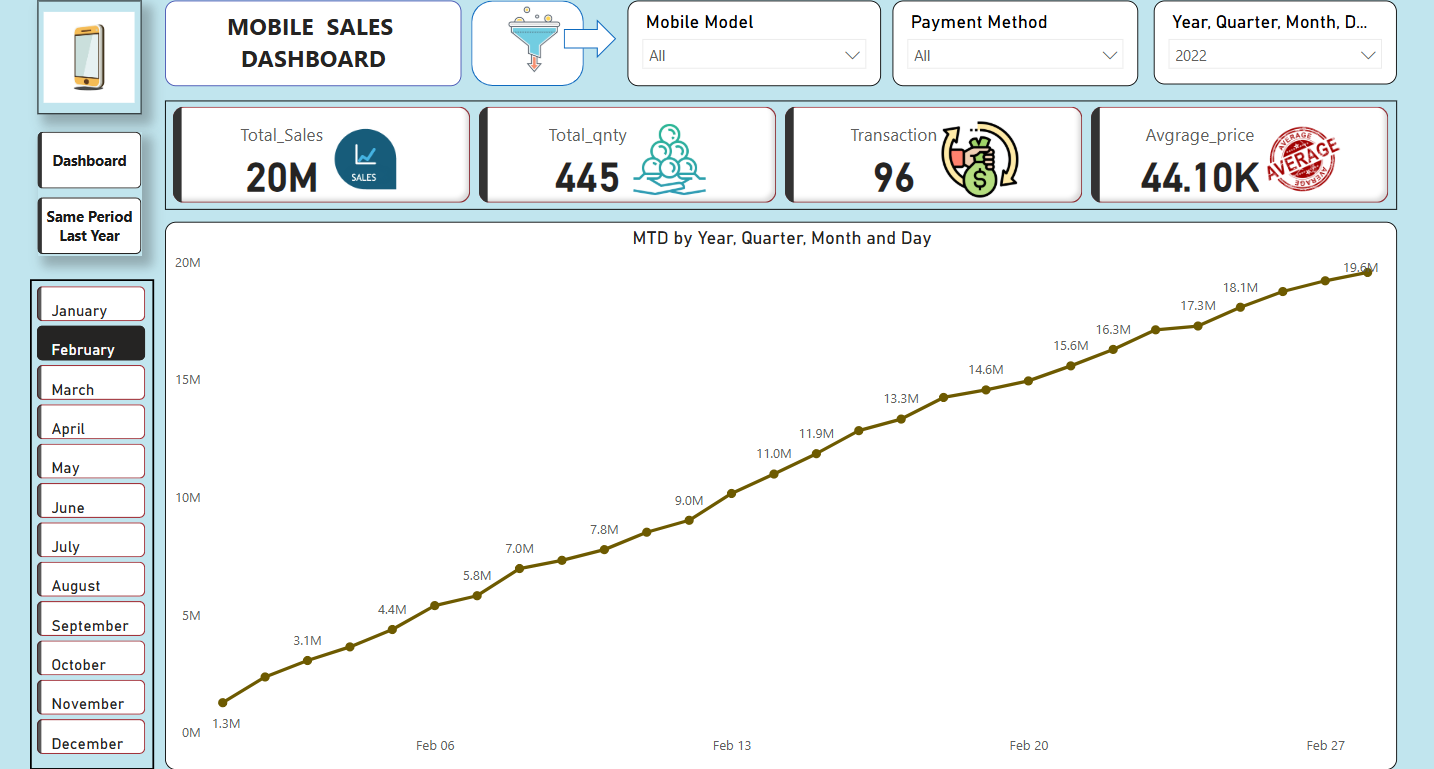 MOBILE SALES
DASHBOARD
Mobile Model
All
Payment Method
All
Year, Quarter, Month, D...
2022
Dashboard
Same Period
Last Year
Total_Sales
20M
SALES
Total_qnty
445
Transaction
96
$
Avgrage_price
44.10K
AVERAGE
AVERAGE
AVERAGE
January
February
March
April
May
June
July
August
September
October
November
December
MTD by Year, Quarter, Month and Day
20M
15M
10M
5M
0M
1.3M
3.1M
4.4M
5.8M
7.0M
7.8M
9.0M
11.0M
11.9M
13.3M
14.6M
15.6M
16.3M
17.3M
18.1M
19.6M
Feb 06
Feb 13
Feb 20
Feb 27